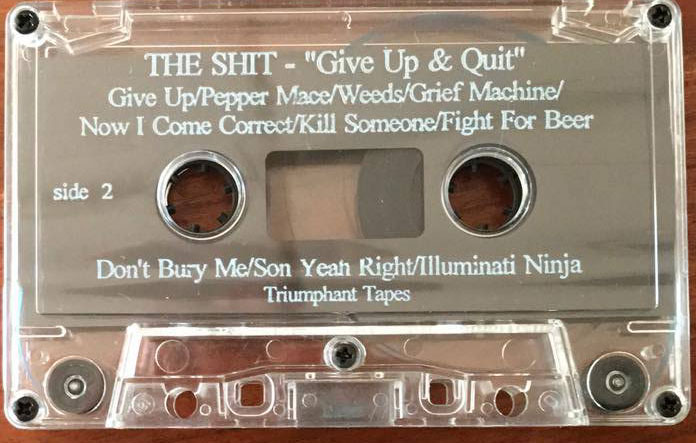 THE SHIT - "Give Up & Quit"
Give Up/Pepper Mace/Weeds/Grief Machine/
Now I Come Correct/Kill Someone/Fight For Beer
side 2
Don't Bury Me/Son Yeah Right/Illuminati Ninja
Triumphant Tapes